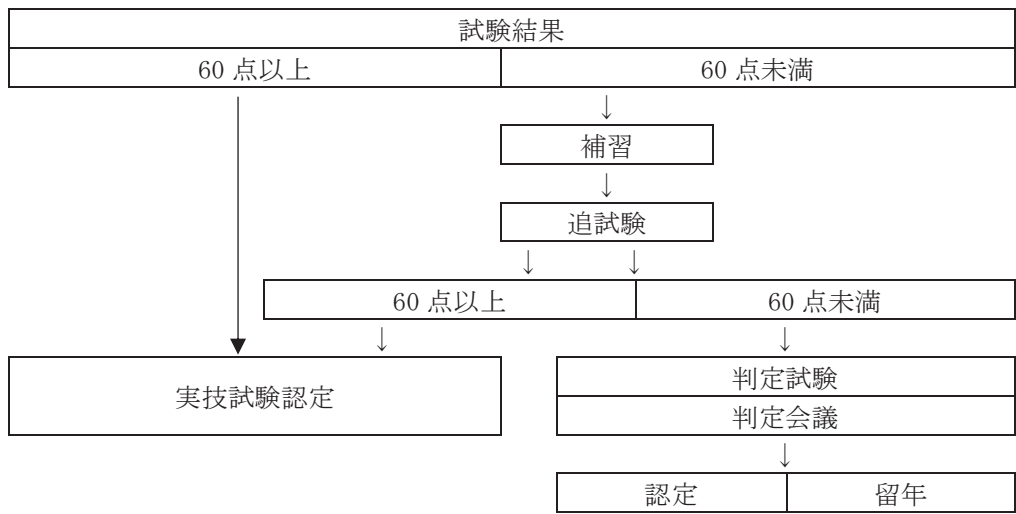 試験結果
60 点以上
60 点未満
↓
補習
↓
追試験
↓ ↓
60 点以上
60 点未満
↓ ↓
実技試験認定
判定試験
判定会議
↓
認定
留年